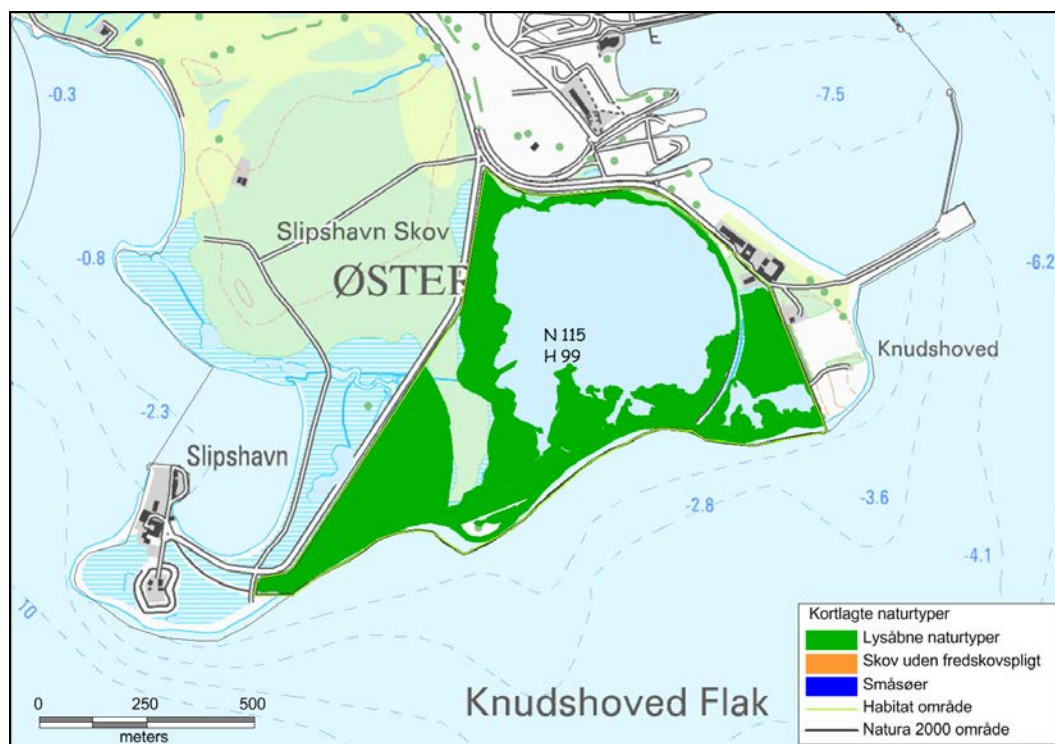 E
-0.3
-7.5
Slipshavn Skov
-0.8
ØSTER
-6.2
N 115
H 99
Knudshoved
-2.3
Slipshavn
-2.8
-3.6
-4.1
10
Knudshoved Flak
0 250 500
meters
Kortlagte naturtyper
Lysåbne naturtyper
Skov uden fredskovspligt
Småsøer
Habitat område
Natura 2000 område